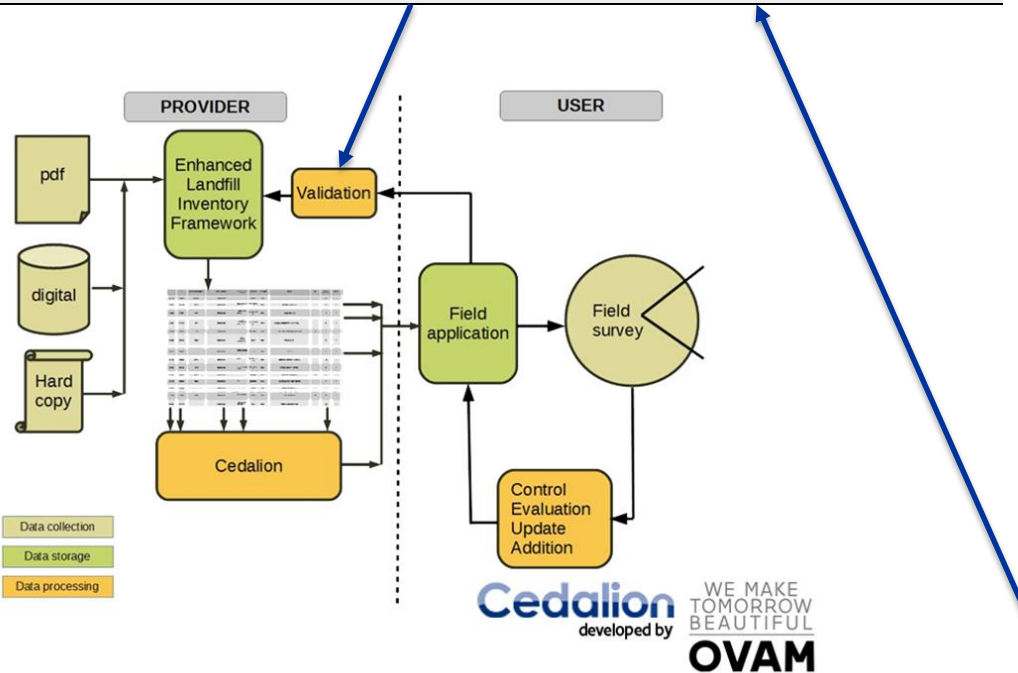 PROVIDER
USER
pdf
digital
Hard
copy
Enhanced
Landfill
Inventory
Framework
Validation
Cedalion
Field
application
Field
survey
Control
Evaluation
Update
Addition
Data collection
Data storage
Data processing
Cedalion
developed by
WE MAKE
TOMORROW
BEAUTIFUL
OVAM